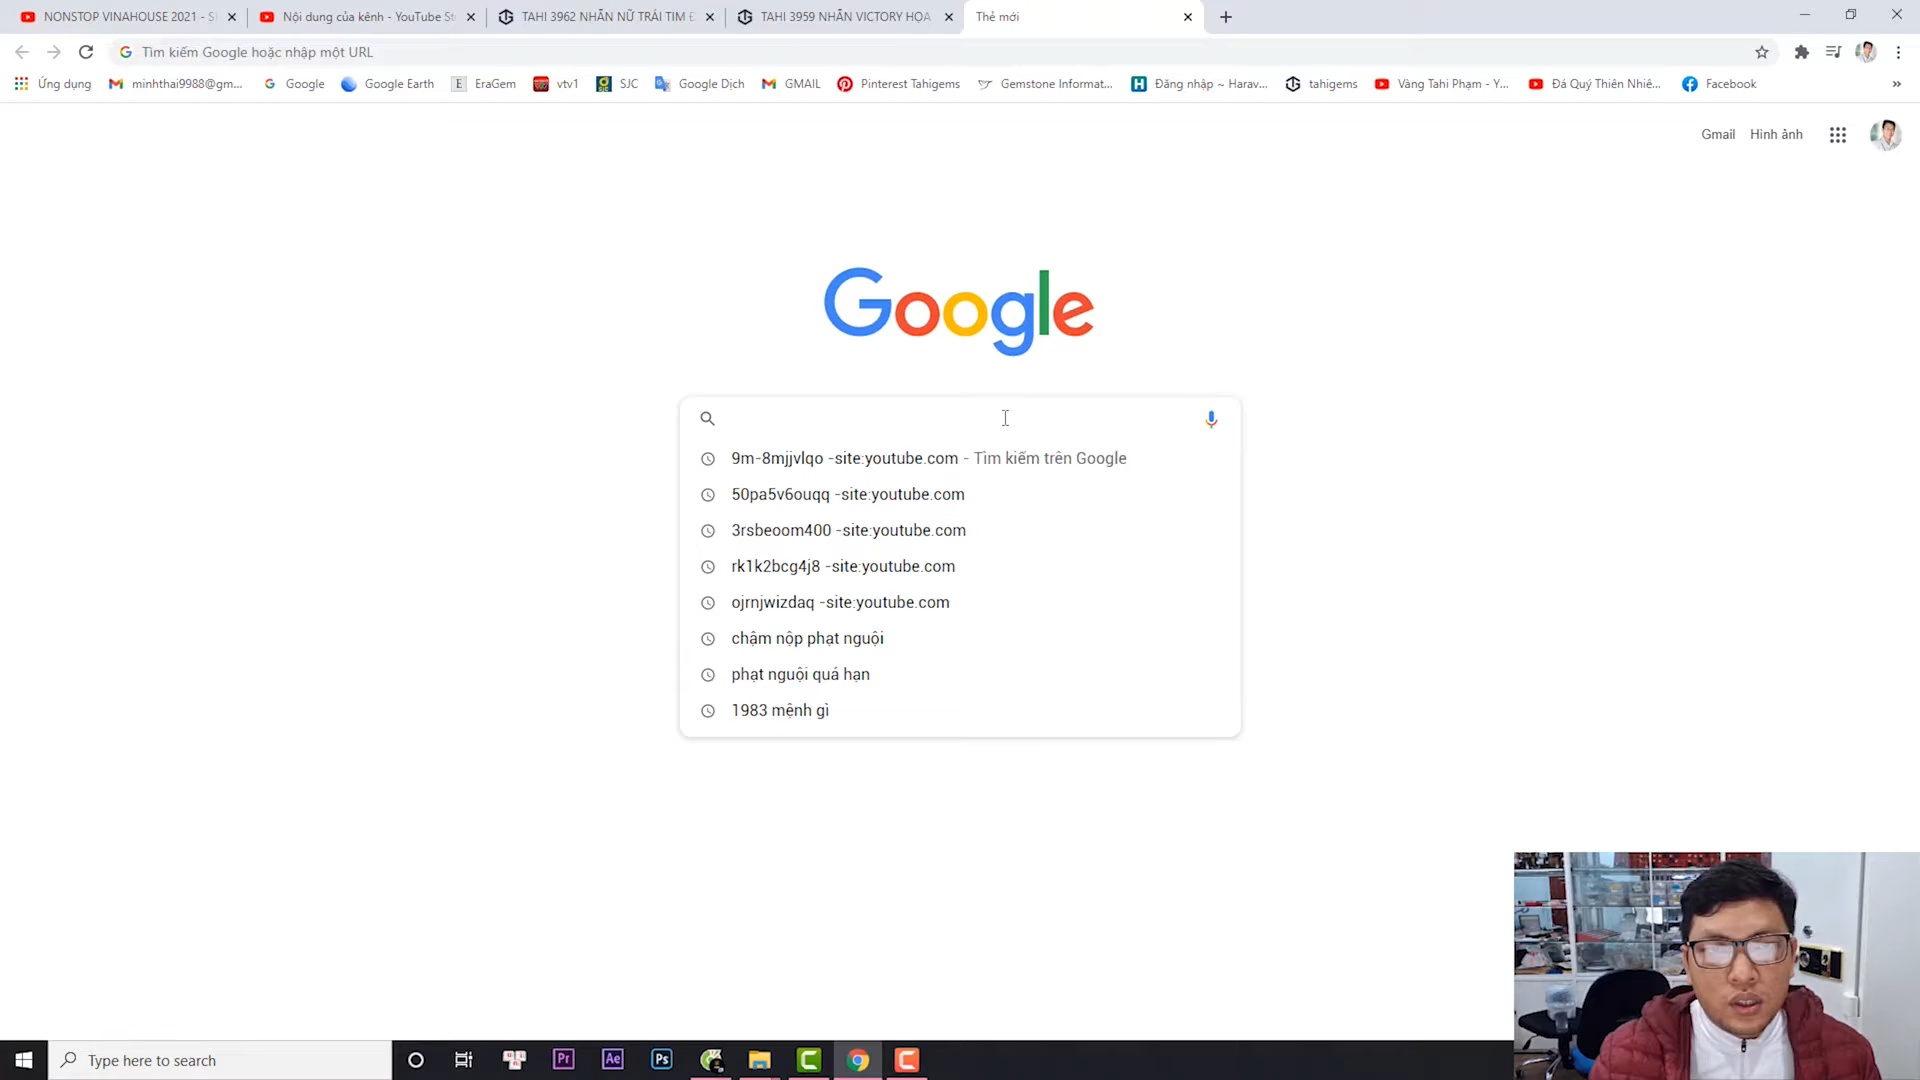 NONSTOP VINAHOUSE 2021 - S
Nội dung của kênh - YouTube St
TAHI 3962 NHẪN NỮ TRÁI TIM Đ
TAHI 3959 NHẪN VICTORY HỌA
Thẻ mới
Tìm kiếm Google hoặc nhập một URL
Ứng dụng
minhthai9988@gm...
Google
Google Earth
E EraGem
vtv1
SJC
Google Dịch
GMAIL
Pinterest Tahigems
Gemstone Informat...
H Đăng nhập ~ Harav...
tahigems
Vàng Tahi Phạm - Y...
Đá Quý Thiên Nhiê...
Facebook
»
Gmail
Hình ảnh
Google
9m-8mjjvlqo -site:youtube.com - Tìm kiếm trên Google
50pa5v6ouqq -site:youtube.com
3rsbeoom400 -site:youtube.com
rk1k2bcg4j8 -site:youtube.com
ojrnjwizdaq -site:youtube.com
chậm nộp phạt nguội
phạt nguội quá hạn
1983 mệnh gì
Type here to search
Pr
Ae
Ps